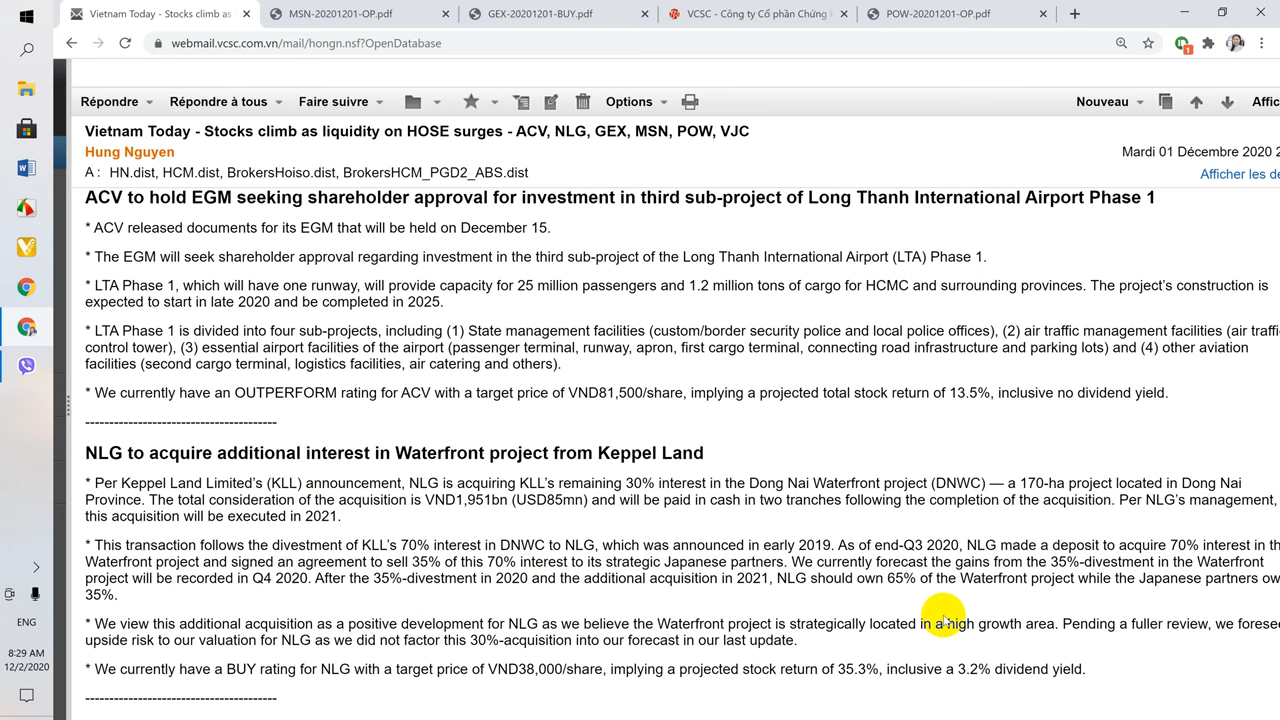 Vietnam Today - Stocks climb as
MSN-20201201-OP.pdf
GEX-20201201-BUY.pdf
VCSC - Công ty Cổ phần Chứng
POW-20201201-OP.pdf
webmail.vcsc.com.vn/mail/hongn.nsf?OpenDatabase
1
Répondre
Répondre à tous
Faire suivre
Options
Nouveau
Vietnam Today - Stocks climb as liquidity on HOSE surges - ACV, NLG, GEX, MSN, POW, VJC
Hung Nguyen
Mardi 01 Décembre 2020
A : HN.dist, HCM.dist, BrokersHoiso.dist, BrokersHCM_PGD2_ABS.dist
Afficher les
ACV to hold EGM seeking shareholder approval for investment in third sub-project of Long Thanh International Airport Phase 1
* ACV released documents for its EGM that will be held on December 15.
* The EGM will seek shareholder approval regarding investment in the third sub-project of the Long Thanh International Airport (LTA) Phase 1.
* LTA Phase 1, which will have one runway, will provide capacity for 25 million passengers and 1.2 million tons of cargo for HCMC and surrounding provinces. The project's construction is
expected to start in late 2020 and be completed in 2025.
* LTA Phase 1 is divided into four sub-projects, including (1) State management facilities (custom/border security police and local police offices), (2) air traffic management facilities (air traffic
control tower), (3) essential airport facilities of the airport (passenger terminal, runway, apron, first cargo terminal, connecting road infrastructure and parking lots) and (4) other aviation
facilities (second cargo terminal, logistics facilities, air catering and others).
* We currently have an OUTPERFORM rating for ACV with a target price of VND81,500/share, implying a projected total stock return of 13.5%, inclusive no dividend yield.
----------------------------------------
NLG to acquire additional interest in Waterfront project from Keppel Land
* Per Keppel Land Limited's (KLL) announcement, NLG is acquiring KLL's remaining 30% interest in the Dong Nai Waterfront project (DNWC) — a 170-ha project located in Dong Nai
Province. The total consideration of the acquisition is VND1,951bn (USD85mn) and will be paid in cash in two tranches following the completion of the acquisition. Per NLG's management,
this acquisition will be executed in 2021.
* This transaction follows the divestment of KLL's 70% interest in DNWC to NLG, which was announced in early 2019. As of end-Q3 2020, NLG made a deposit to acquire 70% interest in
Waterfront project and signed an agreement to sell 35% of this 70% interest to its strategic Japanese partners. We currently forecast the gains from the 35%-divestment in the Waterfront
project will be recorded in Q4 2020. After the 35%-divestment in 2020 and the additional acquisition in 2021, NLG should own 65% of the Waterfront project while the Japanese partners
35%.
* We view this additional acquisition as a positive development for NLG as we believe the Waterfront project is strategically located in a high growth area. Pending a fuller review, we
upside risk to our valuation for NLG as we did not factor this 30%-acquisition into our forecast in our last update.
* We currently have a BUY rating for NLG with a target price of VND38,000/share, implying a projected stock return of 35.3%, inclusive a 3.2% dividend yield.
----------------------------------------
ENG
8:29 AM
12/2/2020